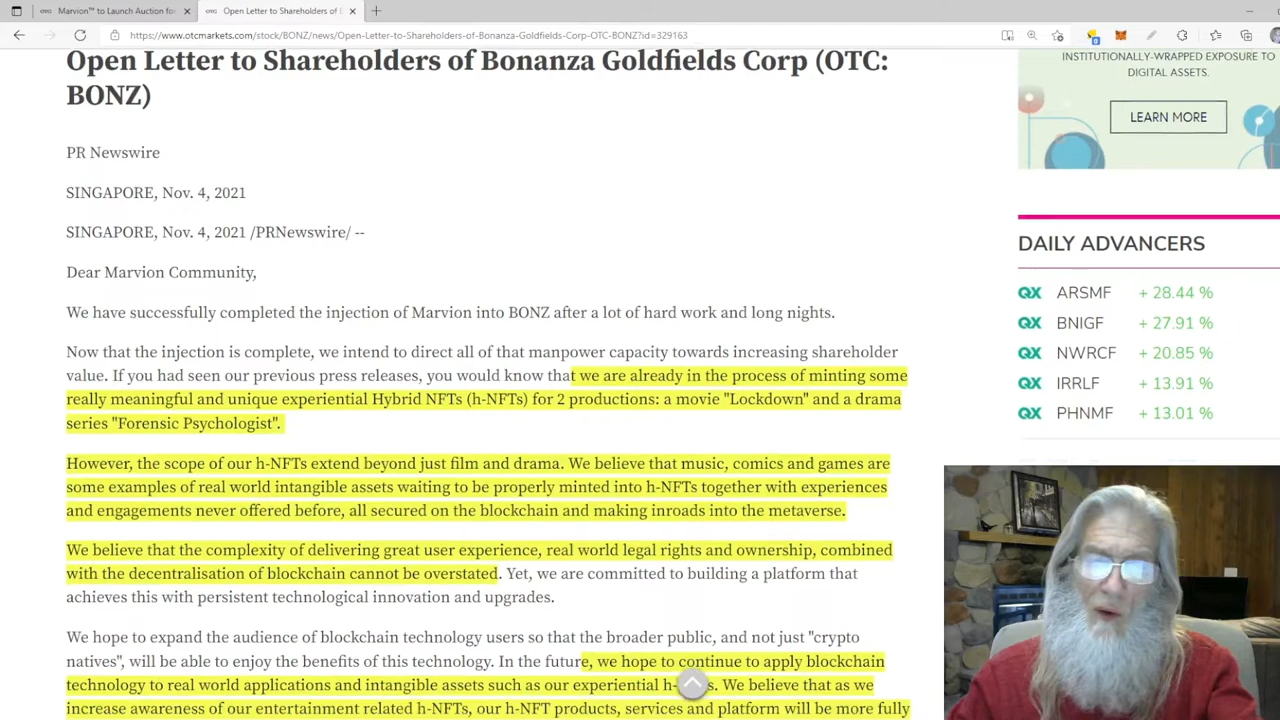 Marvion™ to Launch Auction for
Open Letter to Shareholders of B
https://www.otcmarkets.com/stock/BONZ/news/Open-Letter-to-Shareholders-of-Bonanza-Goldfields-Corp-OTC-BONZ?id=329163
Open Letter to Shareholders of Bonanza Goldfields Corp (OTC:
BONZ)
PR Newswire
SINGAPORE, Nov. 4, 2021
SINGAPORE, Nov. 4, 2021 /PRNewswire/ --
Dear Marvion Community,
We have successfully completed the injection of Marvion into BONZ after a lot of hard work and long nights.
Now that the injection is complete, we intend to direct all of that manpower capacity towards increasing shareholder
value. If you had seen our previous press releases, you would know that we are already in the process of minting some
really meaningful and unique experiential Hybrid NFTs (h-NFTs) for 2 productions: a movie "Lockdown" and a drama
series "Forensic Psychologist".
However, the scope of our h-NFTs extend beyond just film and drama. We believe that music, comics and games are
some examples of real world intangible assets waiting to be properly minted into h-NFTs together with experiences
and engagements never offered before, all secured on the blockchain and making inroads into the metaverse.
We believe that the complexity of delivering great user experience, real world legal rights and ownership, combined
with the decentralisation of blockchain cannot be overstated. Yet, we are committed to building a platform that
achieves this with persistent technological innovation and upgrades.
We hope to expand the audience of blockchain technology users so that the broader public, and not just "crypto
natives", will be able to enjoy the benefits of this technology. In the future, we hope to continue to apply blockchain
technology to real world applications and intangible assets such as our experiential h- s. We believe that as we
increase awareness of our entertainment related h-NFTs, our h-NFT products, services and platform will be more fully
INSTITUTIONALLY-WRAPPED EXPOSURE TO
DIGITAL ASSETS.
LEARN MORE
DAILY ADVANCERS
QX ARSMF + 28.44 %
QX BNIGF + 27.91 %
QX NWRCF + 20.85 %
QX IRRLF + 13.91 %
QX PHNMF + 13.01 %